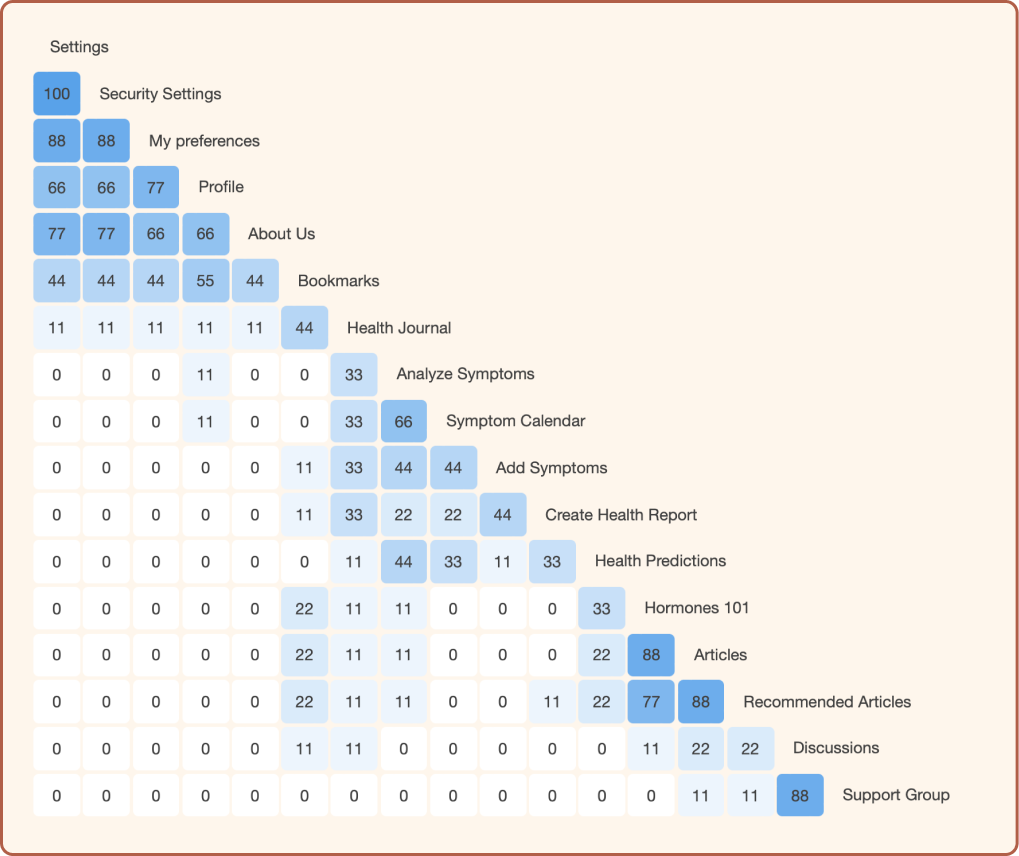 Settings
100 Security Settings
88 88 My preferences
66 66 77 Profile
77 77 66 66 About Us
44 44 44 55 44 Bookmarks
11 11 11 11 11 44 Health Journal
0 0 0 11 0 0 33 Analyze Symptoms
0 0 0 11 0 0 33 66 Symptom Calendar
0 0 0 0 0 11 33 44 44 Add Symptoms
0 0 0 0 0 11 33 22 22 44 Create Health Report
0 0 0 0 0 0 11 44 33 11 33 Health Predictions
0 0 0 0 0 22 11 11 0 0 0 33 Hormones 101
0 0 0 0 0 22 11 11 0 0 0 22 88 Articles
0 0 0 0 0 22 11 11 0 0 11 22 77 88 Recommended Articles
0 0 0 0 0 11 11 0 0 0 0 0 11 22 22 Discussions
0 0 0 0 0 0 0 0 0 0 0 0 0 11 11 88 Support Group